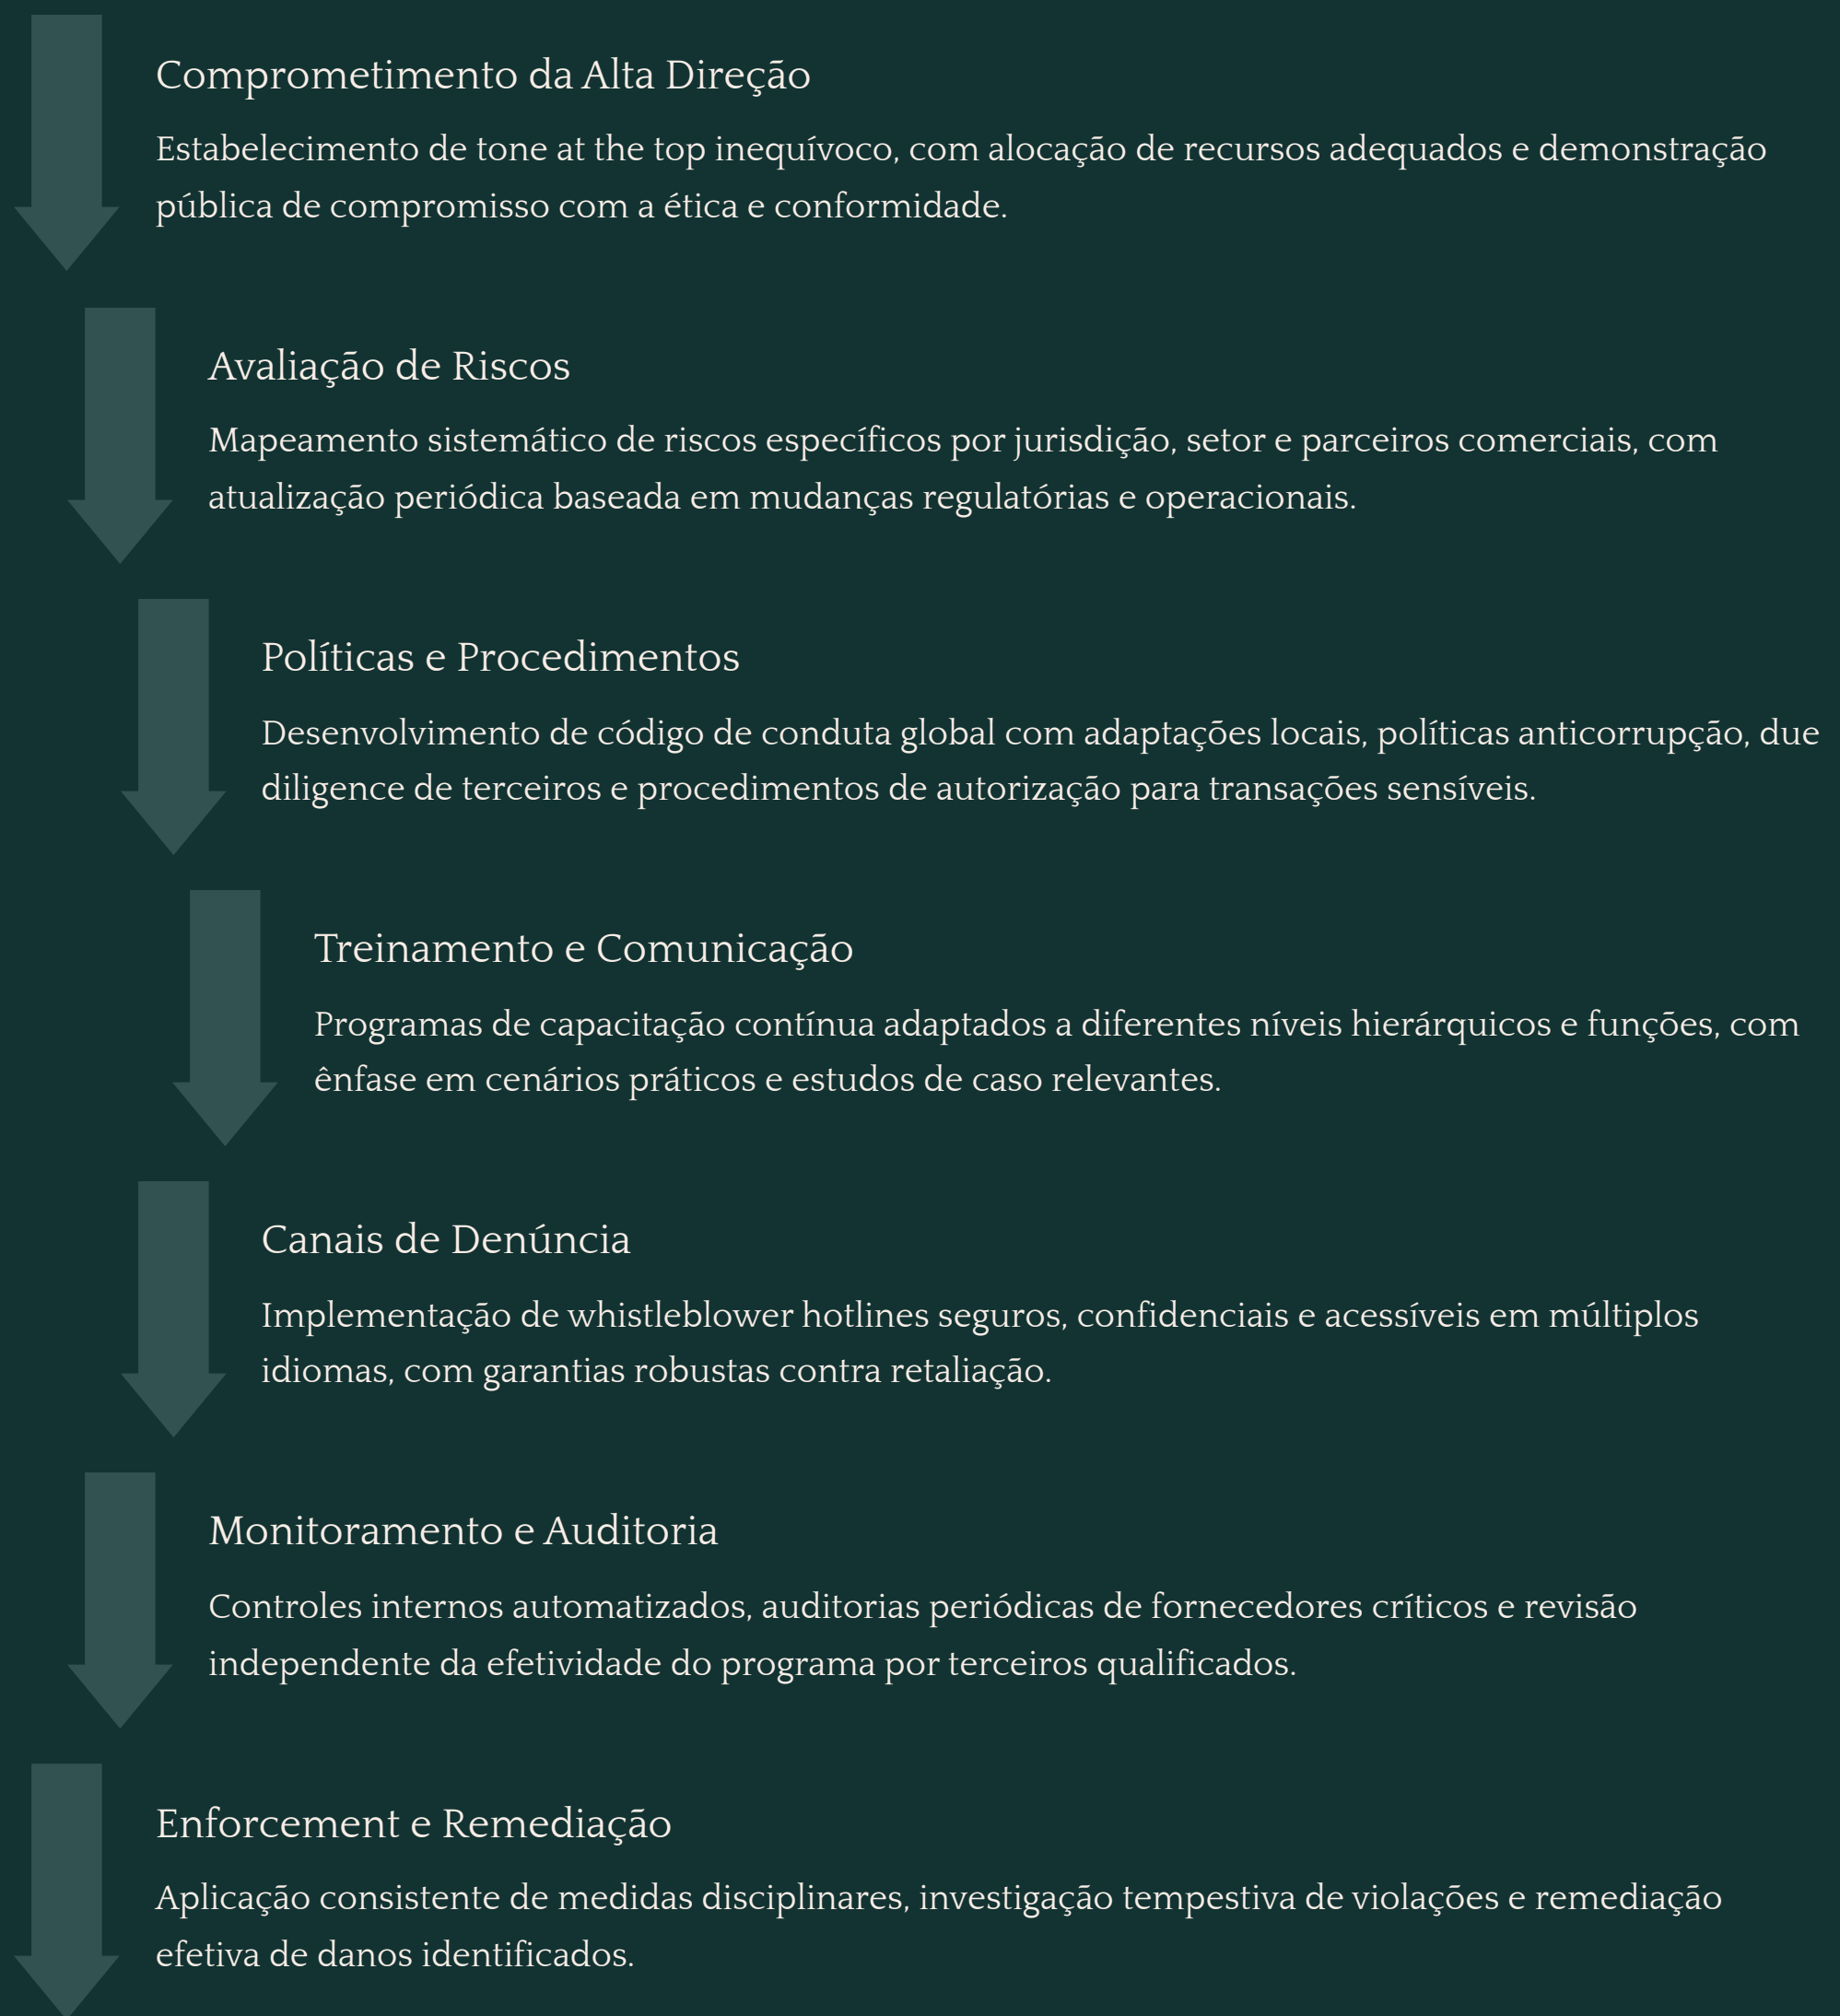 Comprometimento da Alta Direção
Estabelecimento de tone at the top inequívoco, com alocação de recursos adequados e demonstração
pública de compromisso com a ética e conformidade.
Avaliação de Riscos
Mapeamento sistemático de riscos específicos por jurisdição, setor e parceiros comerciais, com
atualização periódica baseada em mudanças regulatórias e operacionais.
Políticas e Procedimentos
Desenvolvimento de código de conduta global com adaptações locais, políticas anticorrupção, due
diligence de terceiros e procedimentos de autorização para transações sensíveis.
Treinamento e Comunicação
Programas de capacitação contínua adaptados a diferentes níveis hierárquicos e funções, com
ênfase em cenários práticos e estudos de caso relevantes.
Canais de Denúncia
Implementação de whistleblower hotlines seguros, confidenciais e acessíveis em múltiplos
idiomas, com garantias robustas contra retaliação.
Monitoramento e Auditoria
Controles internos automatizados, auditorias periódicas de fornecedores críticos e revisão
independente da efetividade do programa por terceiros qualificados.
Enforcement e Remediação
Aplicação consistente de medidas disciplinares, investigação tempestiva de violações e remediação
efetiva de danos identificados.